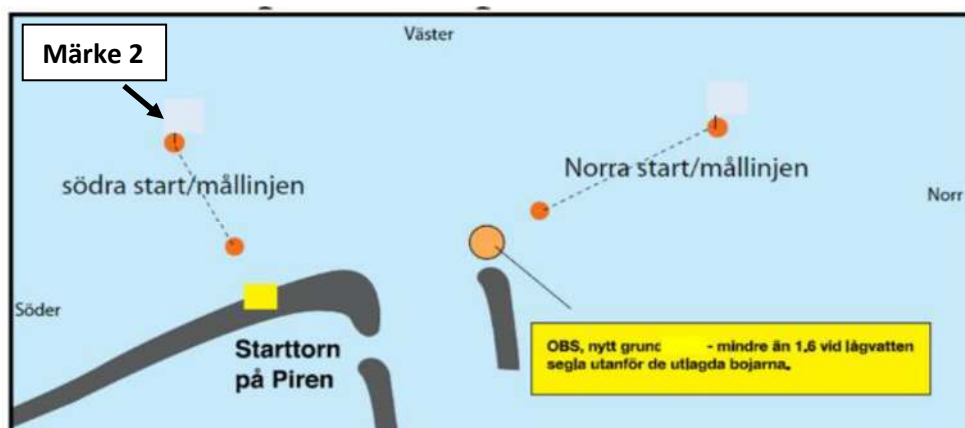 Väster
Märke 2
södra start/mållinjen
Norra start/mållinjen
Norr
Söder
Starttorn
på Piren
OBS, nytt grund - mindre än 1,6 vid lågvatten
segla utanför de utlagda bojarna.